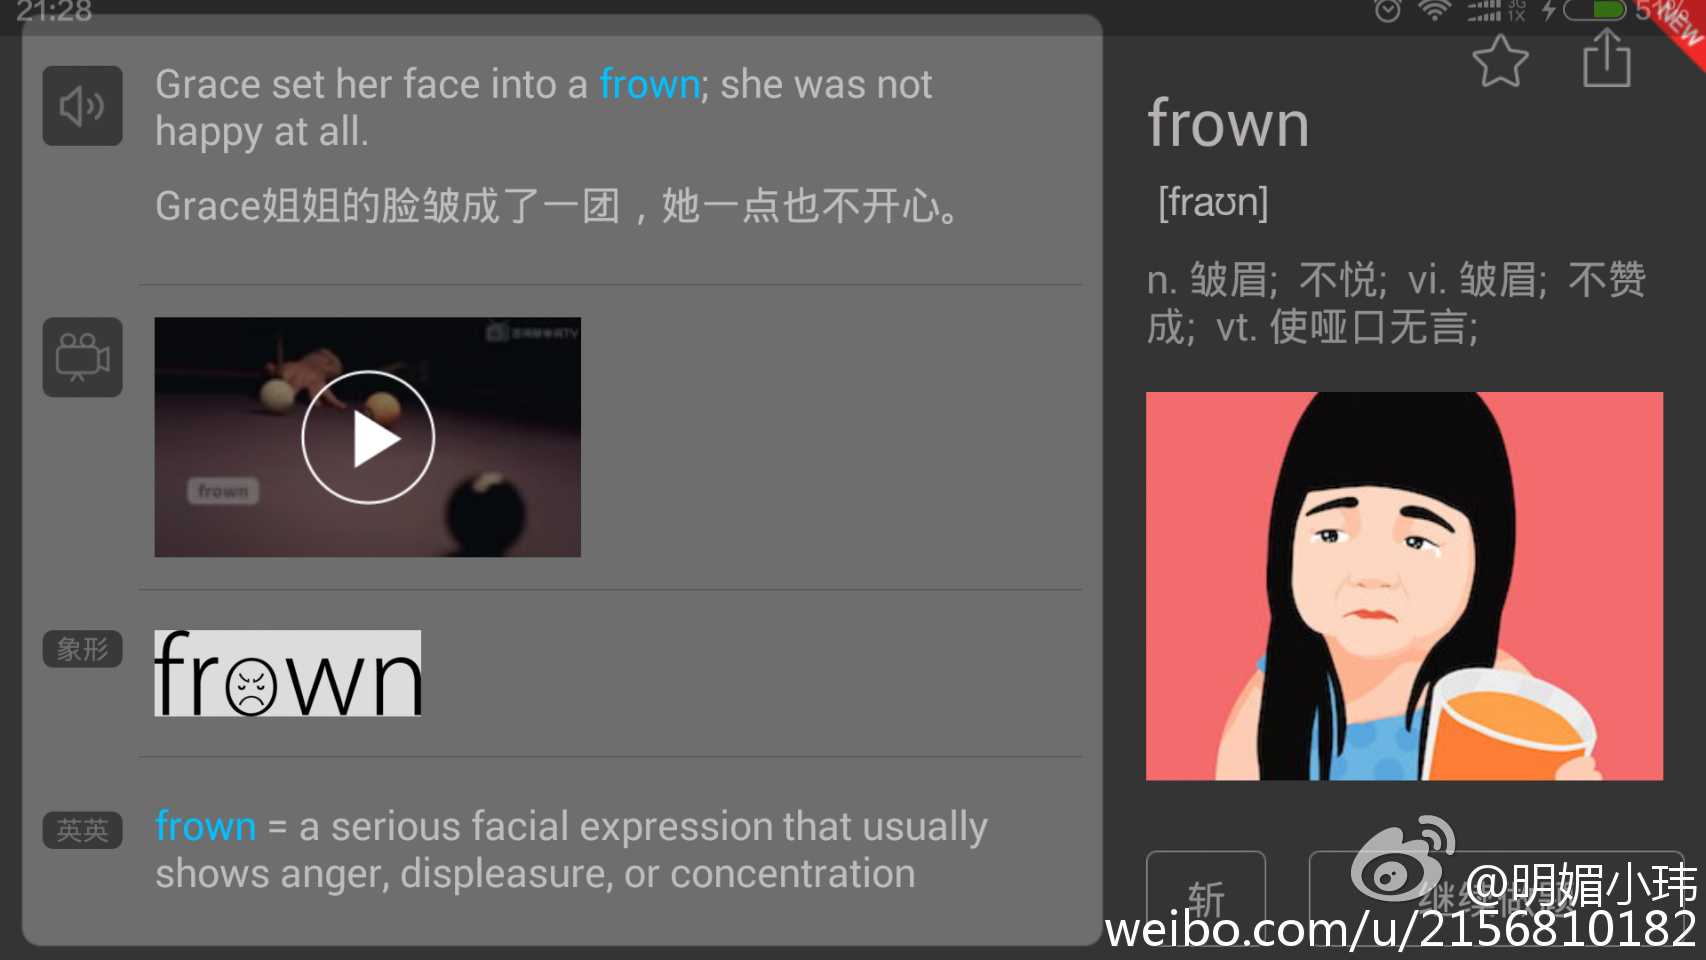 21:28
3G
1X
NEW
Grace set her face into a frown; she was not
happy at all.
Grace姐姐的脸皱成了一团，她一点也不开心。
frown
象形
frown
英英
frown = a serious facial expression that usually
shows anger, displeasure, or concentration
frown
[fraʊn]
n. 皱眉; 不悦; vi. 皱眉; 不赞
成; vt. 使哑口无言;
斩
继续做题
@明媚小玮
weibo.com/u/2156810182